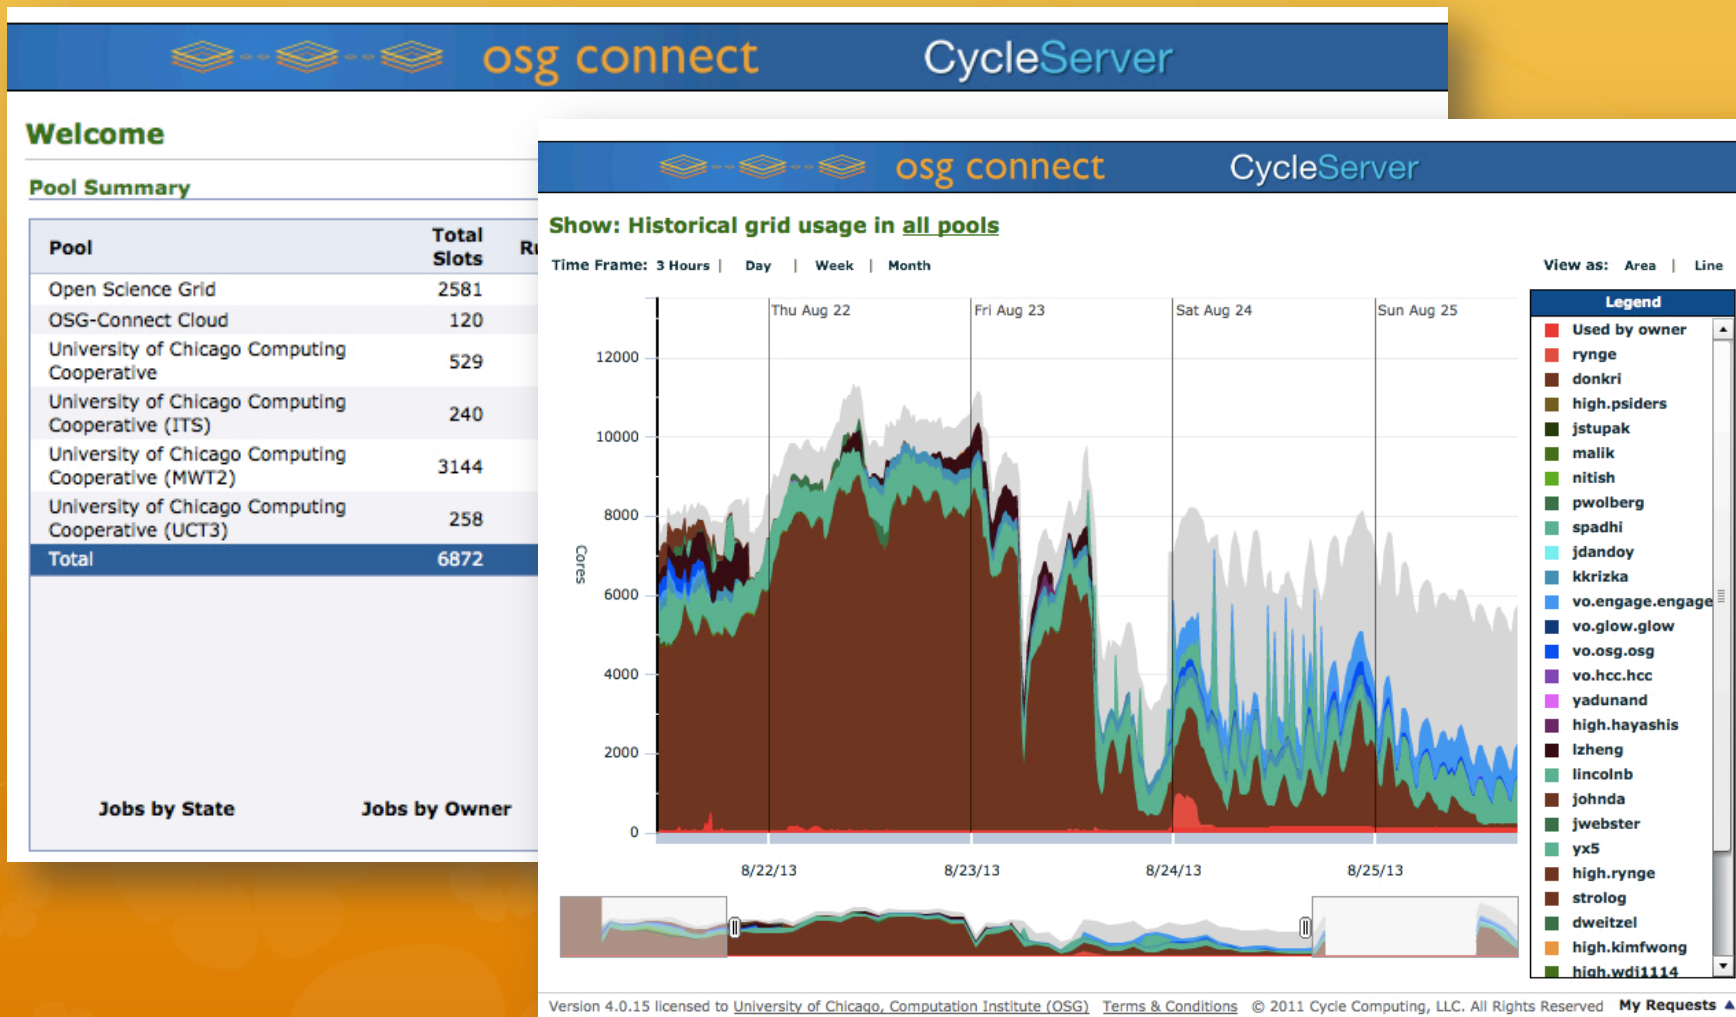 osg connect CycleServer
Welcome
Pool Summary
Pool Total Slots
Open Science Grid 2581
OSG-Connect Cloud 120
University of Chicago Computing Cooperative 529
University of Chicago Computing Cooperative (ITS) 240
University of Chicago Computing Cooperative (MWT2) 3144
University of Chicago Computing Cooperative (UCT3) 258
Total 6872
Jobs by State Jobs by Owner
osg connect CycleServer
Show: Historical grid usage in all pools
Time Frame: 3 Hours | Day | Week | Month
View as: Area | Line
Thu Aug 22 Fri Aug 23 Sat Aug 24 Sun Aug 25
12000
10000
8000
6000
4000
2000
0
Cores
8/22/13 8/23/13 8/24/13 8/25/13
Legend
Used by owner
rynge
donkri
high.psiders
jstupak
malik
nitish
pwolberg
spadhi
jdandoy
kkrizka
vo.engage.engage
vo.glow.glow
vo.osg.osg
vo.hcc.hcc
yadunand
high.hayashis
lzheng
lincolnb
johnda
jwebster
yx5
high.rynge
strolog
dweitzel
high.kimfwong
high.wdj1114
Version 4.0.15 licensed to University of Chicago, Computation Institute (OSG) Terms & Conditions © 2011 Cycle Computing, LLC. All Rights Reserved My Requests